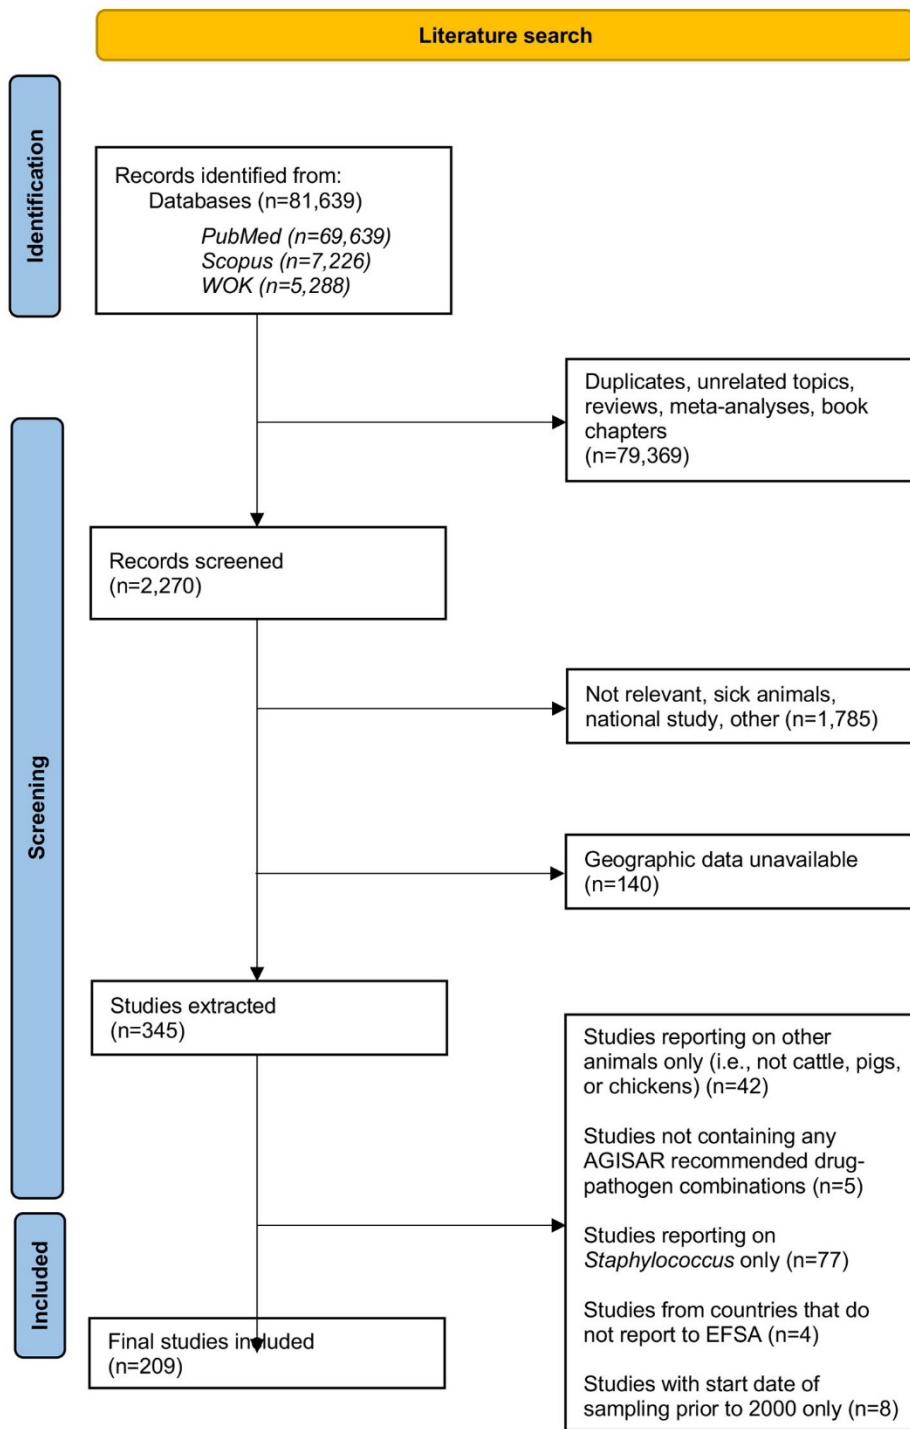 Literature search
Identification
Records identified from:
Databases (n=81,639)
PubMed (n=69,639)
Scopus (n=7,226)
WOK (n=5,288)
Duplicates, unrelated topics,
reviews, meta-analyses, book
chapters
(n=79,369)
Screening
Records screened
(n=2,270)
Not relevant, sick animals,
national study, other (n=1,785)
Geographic data unavailable
(n=140)
Studies extracted
(n=345)
Studies reporting on other
animals only (i.e., not cattle, pigs,
or chickens) (n=42)
Studies not containing any
AGISAR recommended drug-
pathogen combinations (n=5)
Studies reporting on
Staphylococcus only (n=77)
Studies from countries that do
not report to EFSA (n=4)
Studies with start date of
sampling prior to 2000 only (n=8)
Included
Final studies included
(n=209)